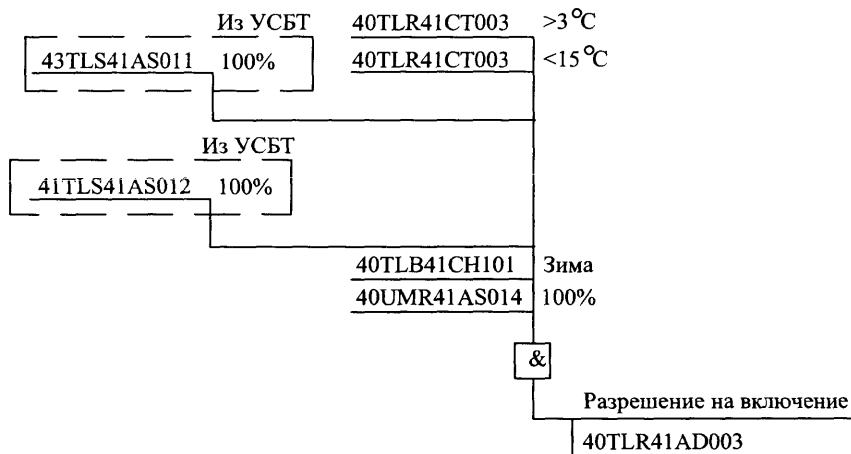 Из УСБТ 40TLR41CT003 >3°C
43TLS41AS011 100% 40TLR41CT003 <15°C
Из УСБТ
41TLS41AS012 100%
40TLB41CH101 Зима
40UMR41AS014 100%
&
Разрешение на включение
40TLR41AD003